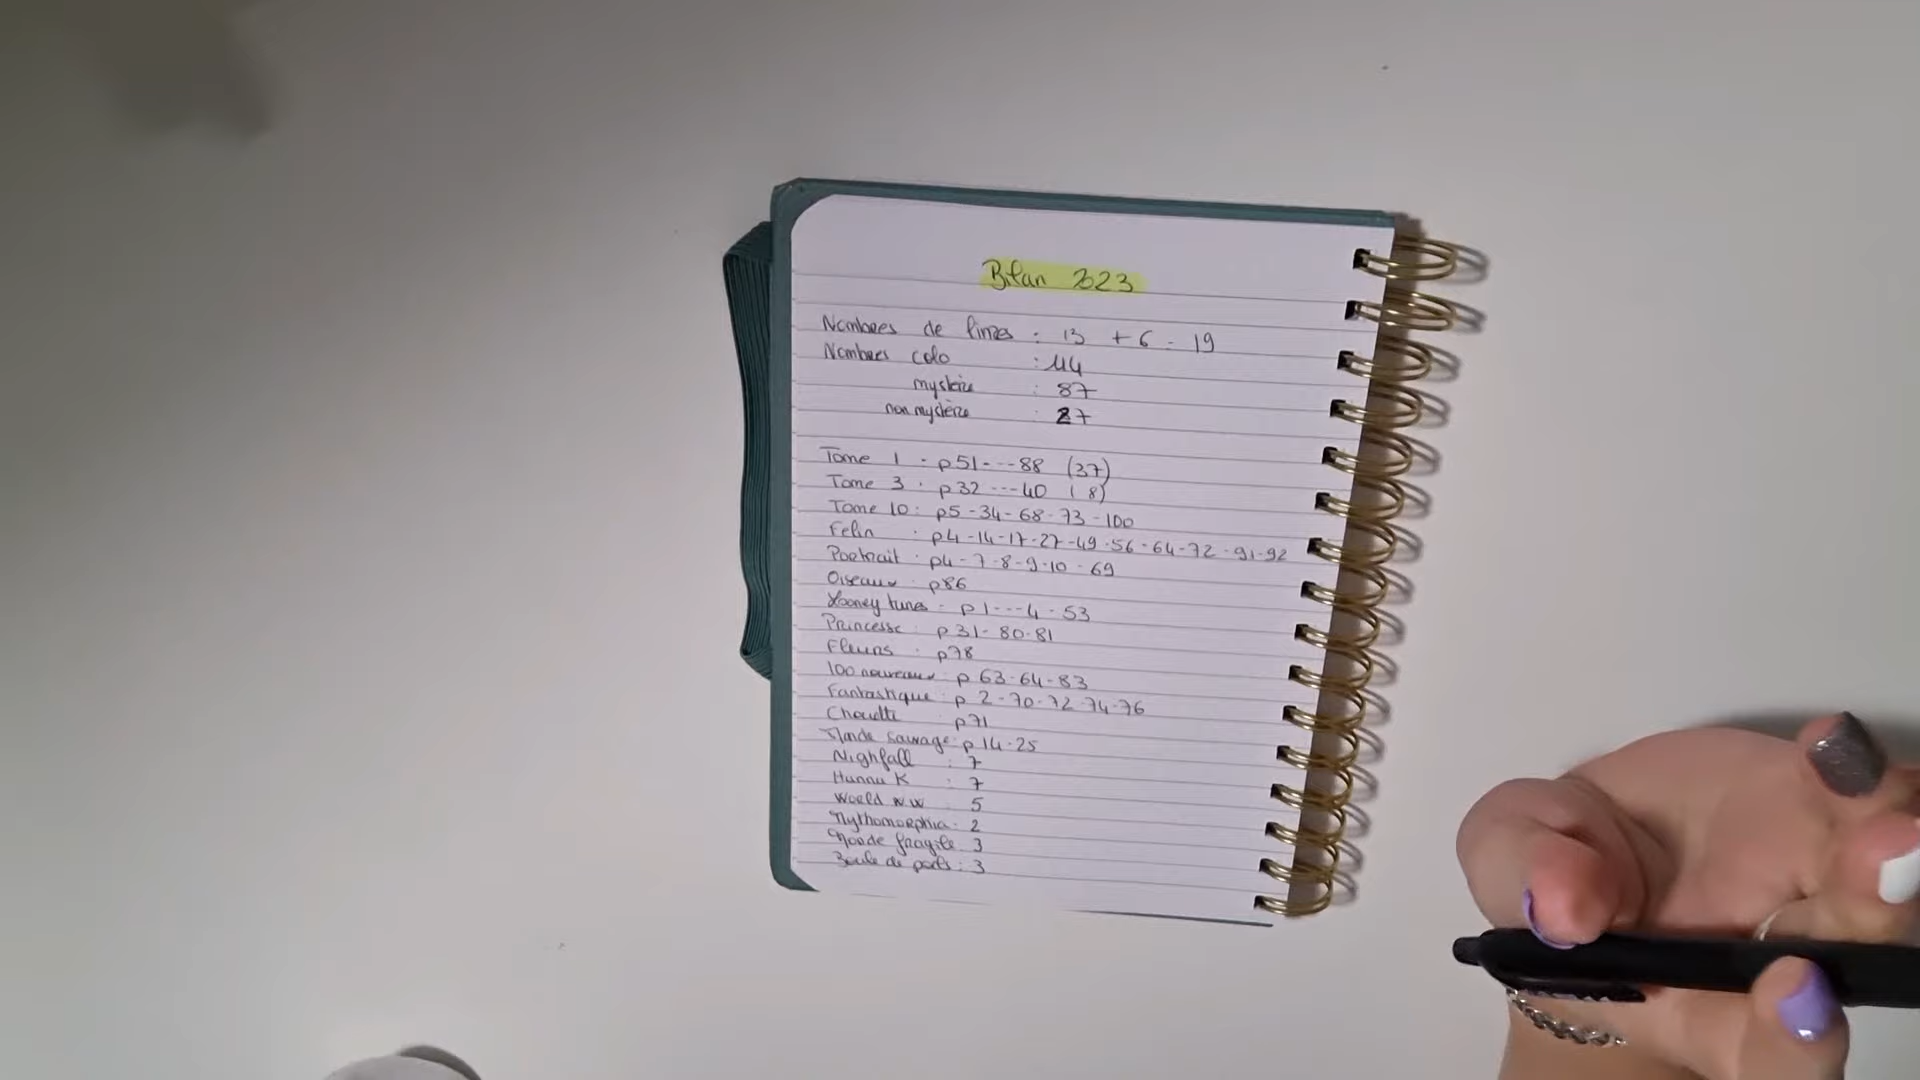 Bilan 2023
Nombres de livres : 13 + 6 = 19
Nombres colo : 114
mystère : 87
non mystère : 27
Tome 1 : p51---88 (37)
Tome 3 : p32---40 (8)
Tome 10 : p5-34-68-73-100
Felin : p4-14-17-27-49-56-64-72-91-92
Portrait : p4-7-8-9-10-69
Oiseaux : p86
Looney tunes - p1---4-53
Princesse : p31-80-81
Fleurs : p78
100 nouveaux : p 63-64-83
Fantastique : p 2-70-72-74-76
Chouette p71
Monde sauvage : p 14-25
Nighfall : 7
Hanna K : 7
World w.w 5
Mythomorphia - 2
Monde fragile 3
Boule de poils : 3